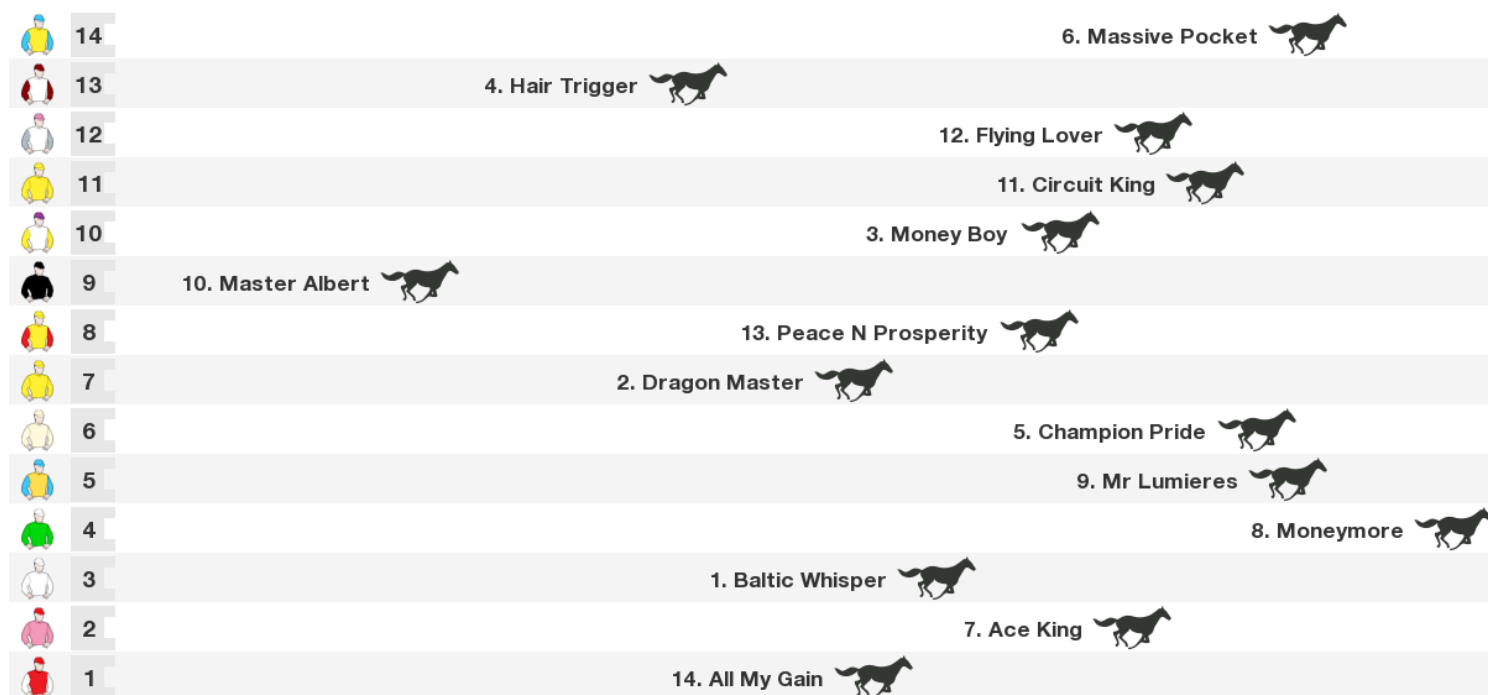 14 6. Massive Pocket
13 4. Hair Trigger
12 12. Flying Lover
11 11. Circuit King
10 3. Money Boy
9 10. Master Albert
8 13. Peace N Prosperity
7 2. Dragon Master
6 5. Champion Pride
5 9. Mr Lumieres
4 8. Moneymore
3 1. Baltic Whisper
2 7. Ace King
1 14. All My Gain